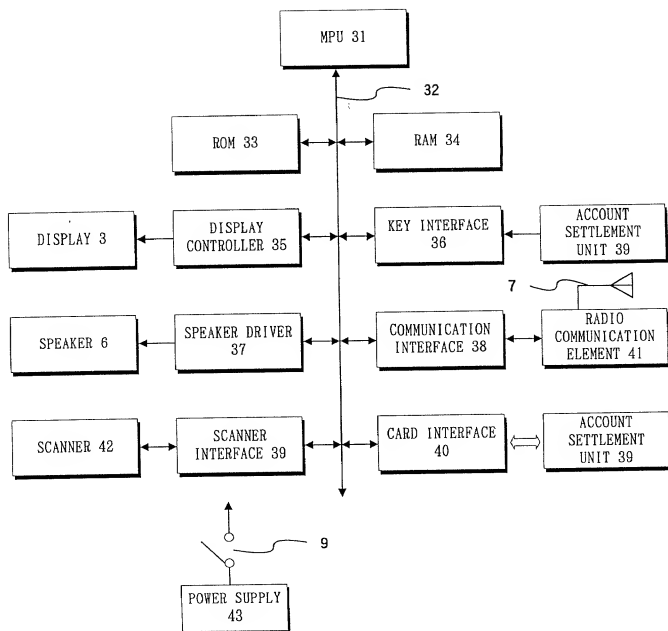 MPU 31
32
ROM 33
RAM 34
DISPLAY 3
DISPLAY
CONTROLLER 35
KEY INTERFACE
36
ACCOUNT
SETTLEMENT
UNIT 39
7
SPEAKER 6
SPEAKER DRIVER
37
COMMUNICATION
INTERFACE 38
RADIO
COMMUNICATION
ELEMENT 41
SCANNER 42
SCANNER
INTERFACE 39
CARD INTERFACE
40
ACCOUNT
SETTLEMENT
UNIT 39
9
POWER SUPPLY
43